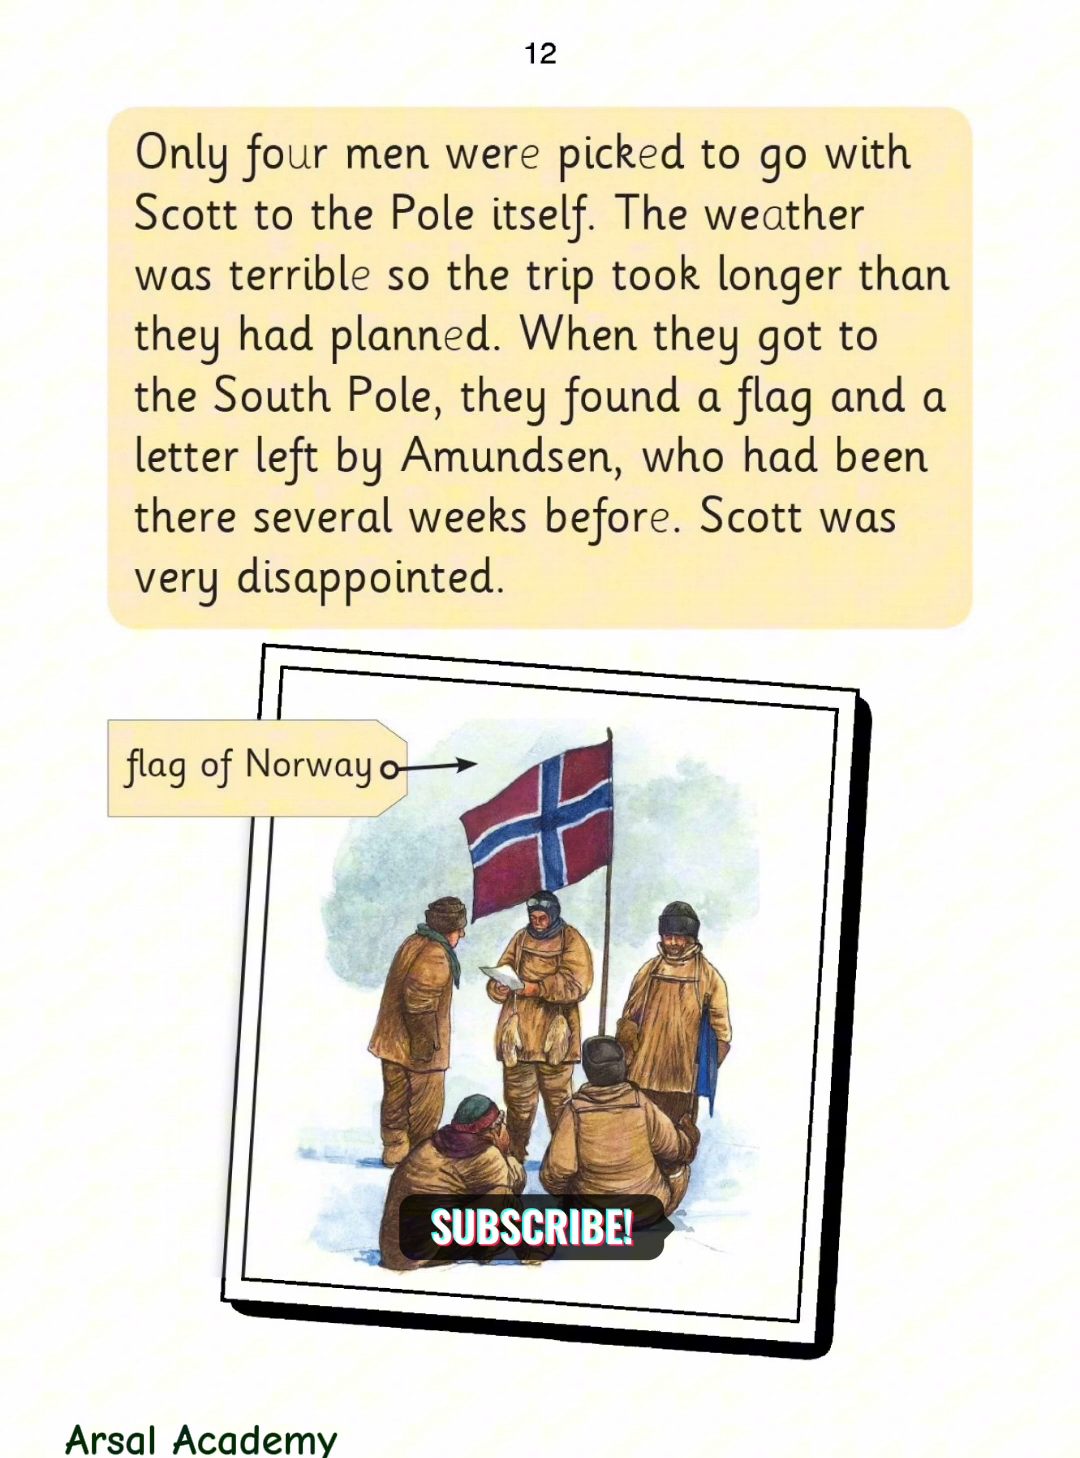 12
Only four men were picked to go with
Scott to the Pole itself. The weather
was terrible so the trip took longer than
they had planned. When they got to
the South Pole, they found a flag and a
letter left by Amundsen, who had been
there several weeks before. Scott was
very disappointed.
flag of Norway
SUBSCRIBE!
Arsal Academy